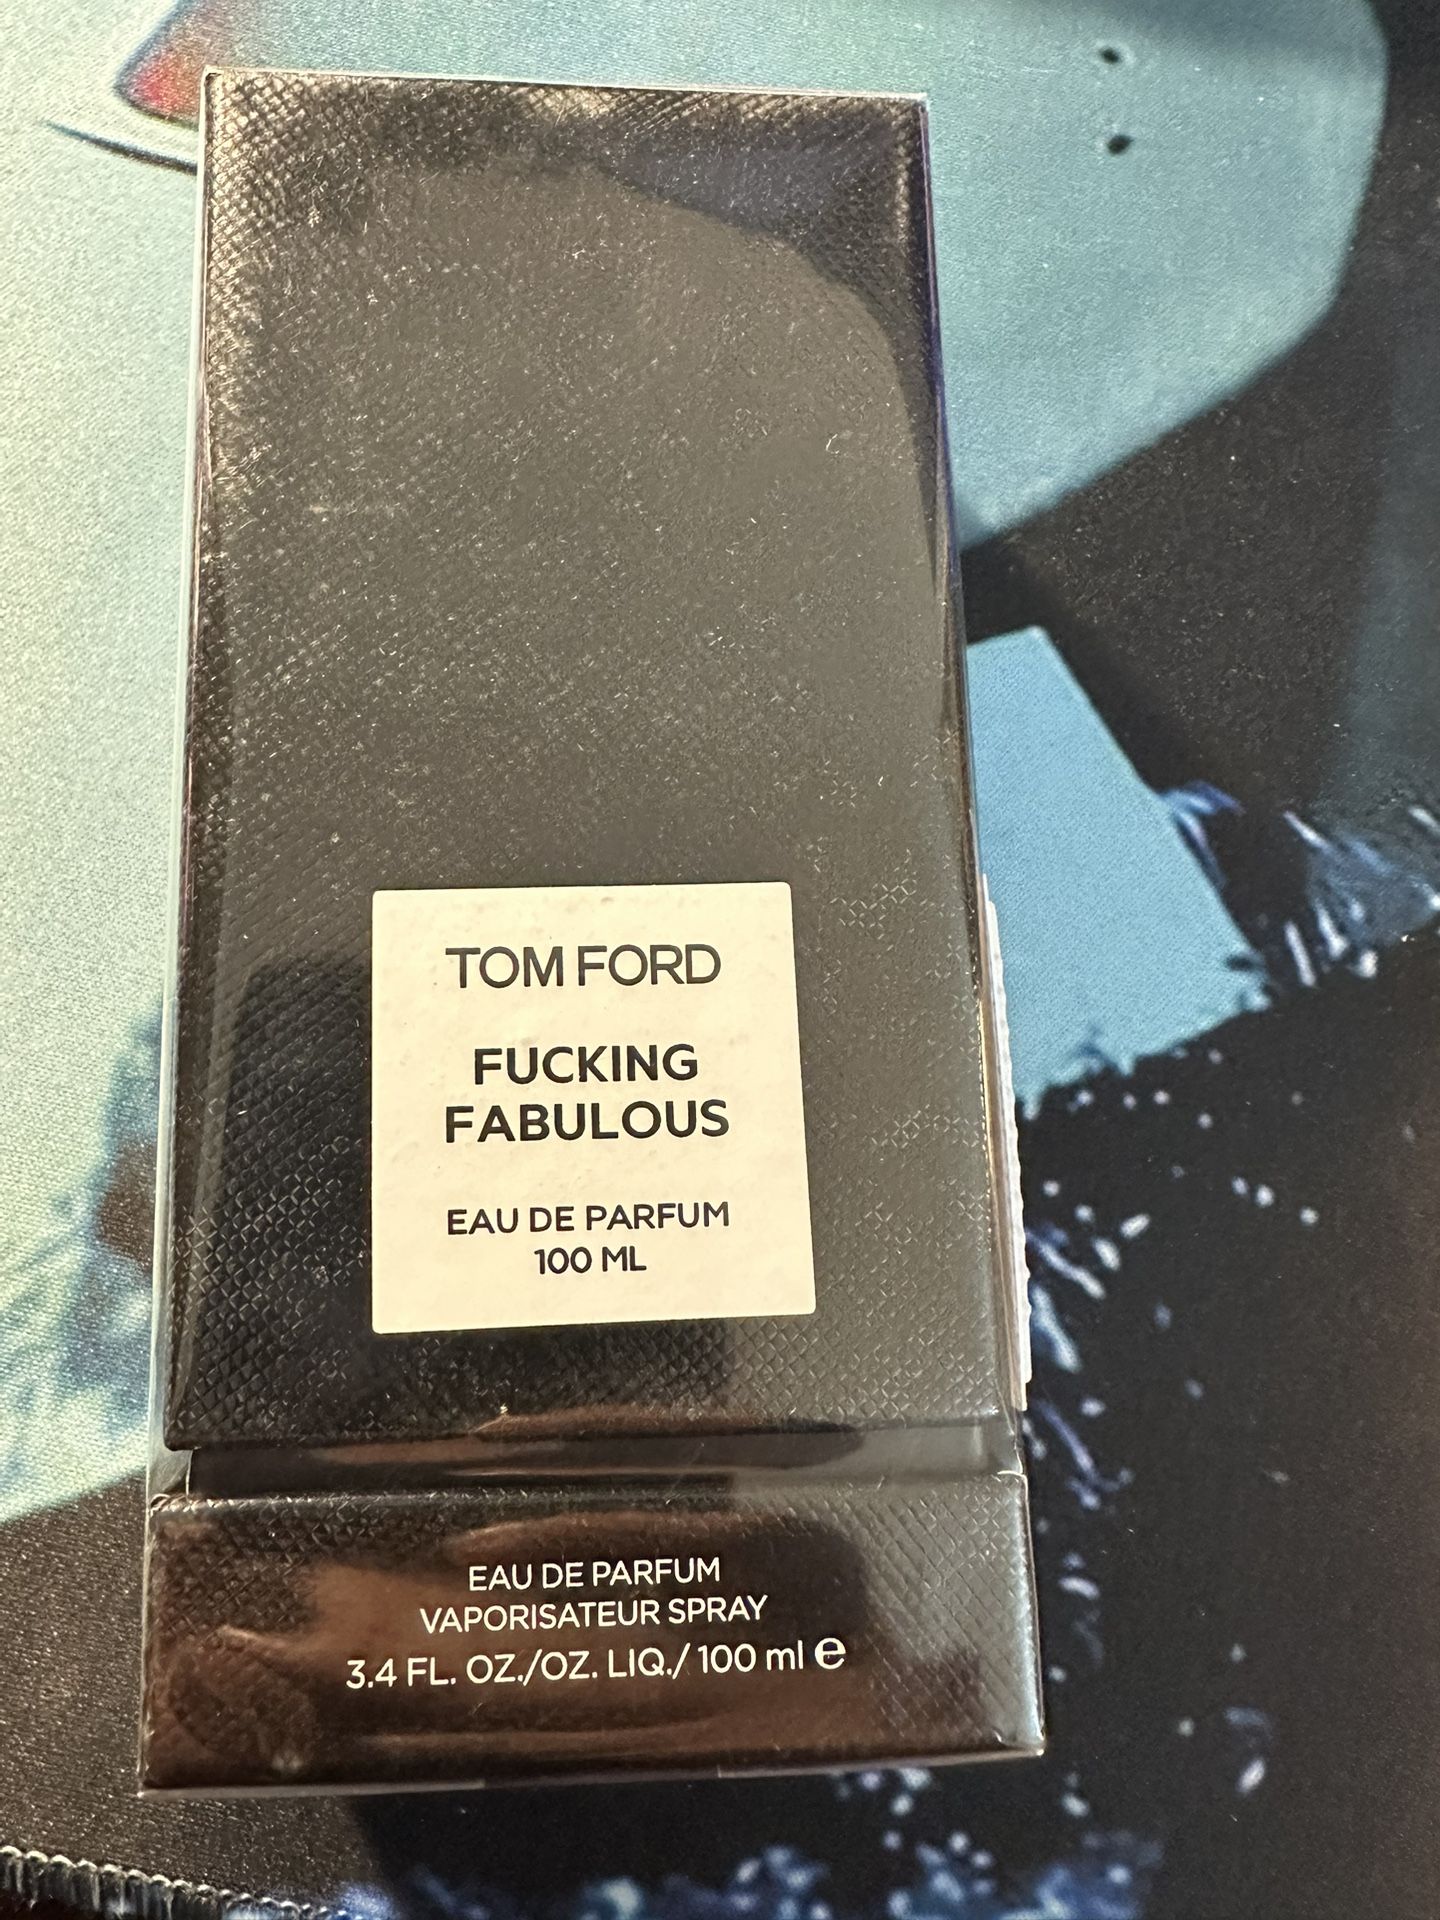 TOM FORD
FUCKING
FABULOUS
EAU DE PARFUM
100 ML
EAU DE PARFUM
VAPORISATEUR SPRAY
3.4 FL. OZ./OZ. LIQ./ 100 ml ℮